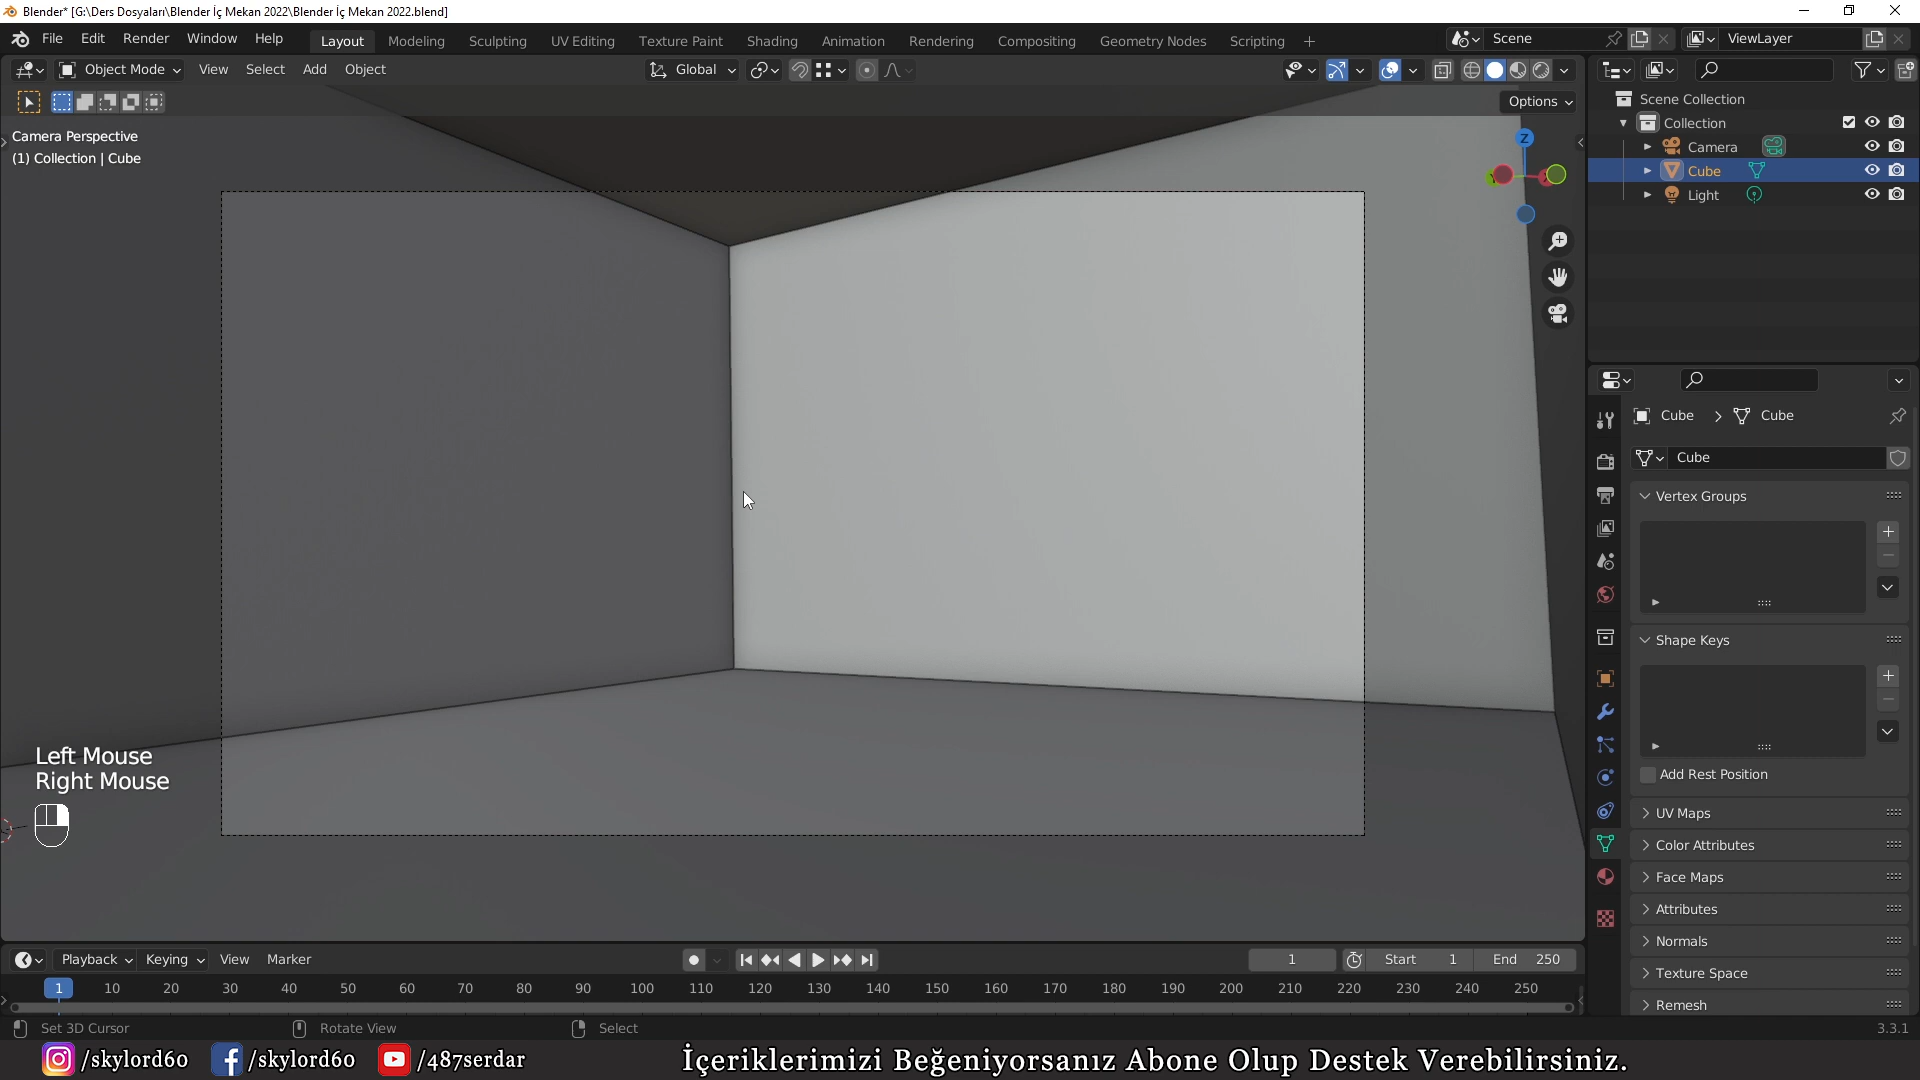 Blender* [G:\Ders Dosyaları\Blender İç Mekan 2022\Blender İç Mekan 2022.blend]
File Edit Render Window Help Layout Modeling Sculpting UV Editing Texture Paint Shading Animation Rendering Compositing Geometry Nodes Scripting + Scene ViewLayer
Object Mode View Select Add Object Global
Options
Scene Collection
Camera Perspective
(1) Collection | Cube
Z
Collection
Camera
Cube
Light
Cube > Cube
Cube
Vertex Groups
Shape Keys
Add Rest Position
UV Maps
Color Attributes
Face Maps
Attributes
Normals
Texture Space
Remesh
Left Mouse
Right Mouse
Playback Keying View Marker 1 Start 1 End 250
1 10 20 30 40 50 60 70 80 90 100 110 120 130 140 150 160 170 180 190 200 210 220 230 240 250
Set 3D Cursor Rotate View Select 3.3.1
/skylord60 /skylord60 /487serdar İçeriklerimizi Beğeniyorsanız Abone Olup Destek Verebilirsiniz.